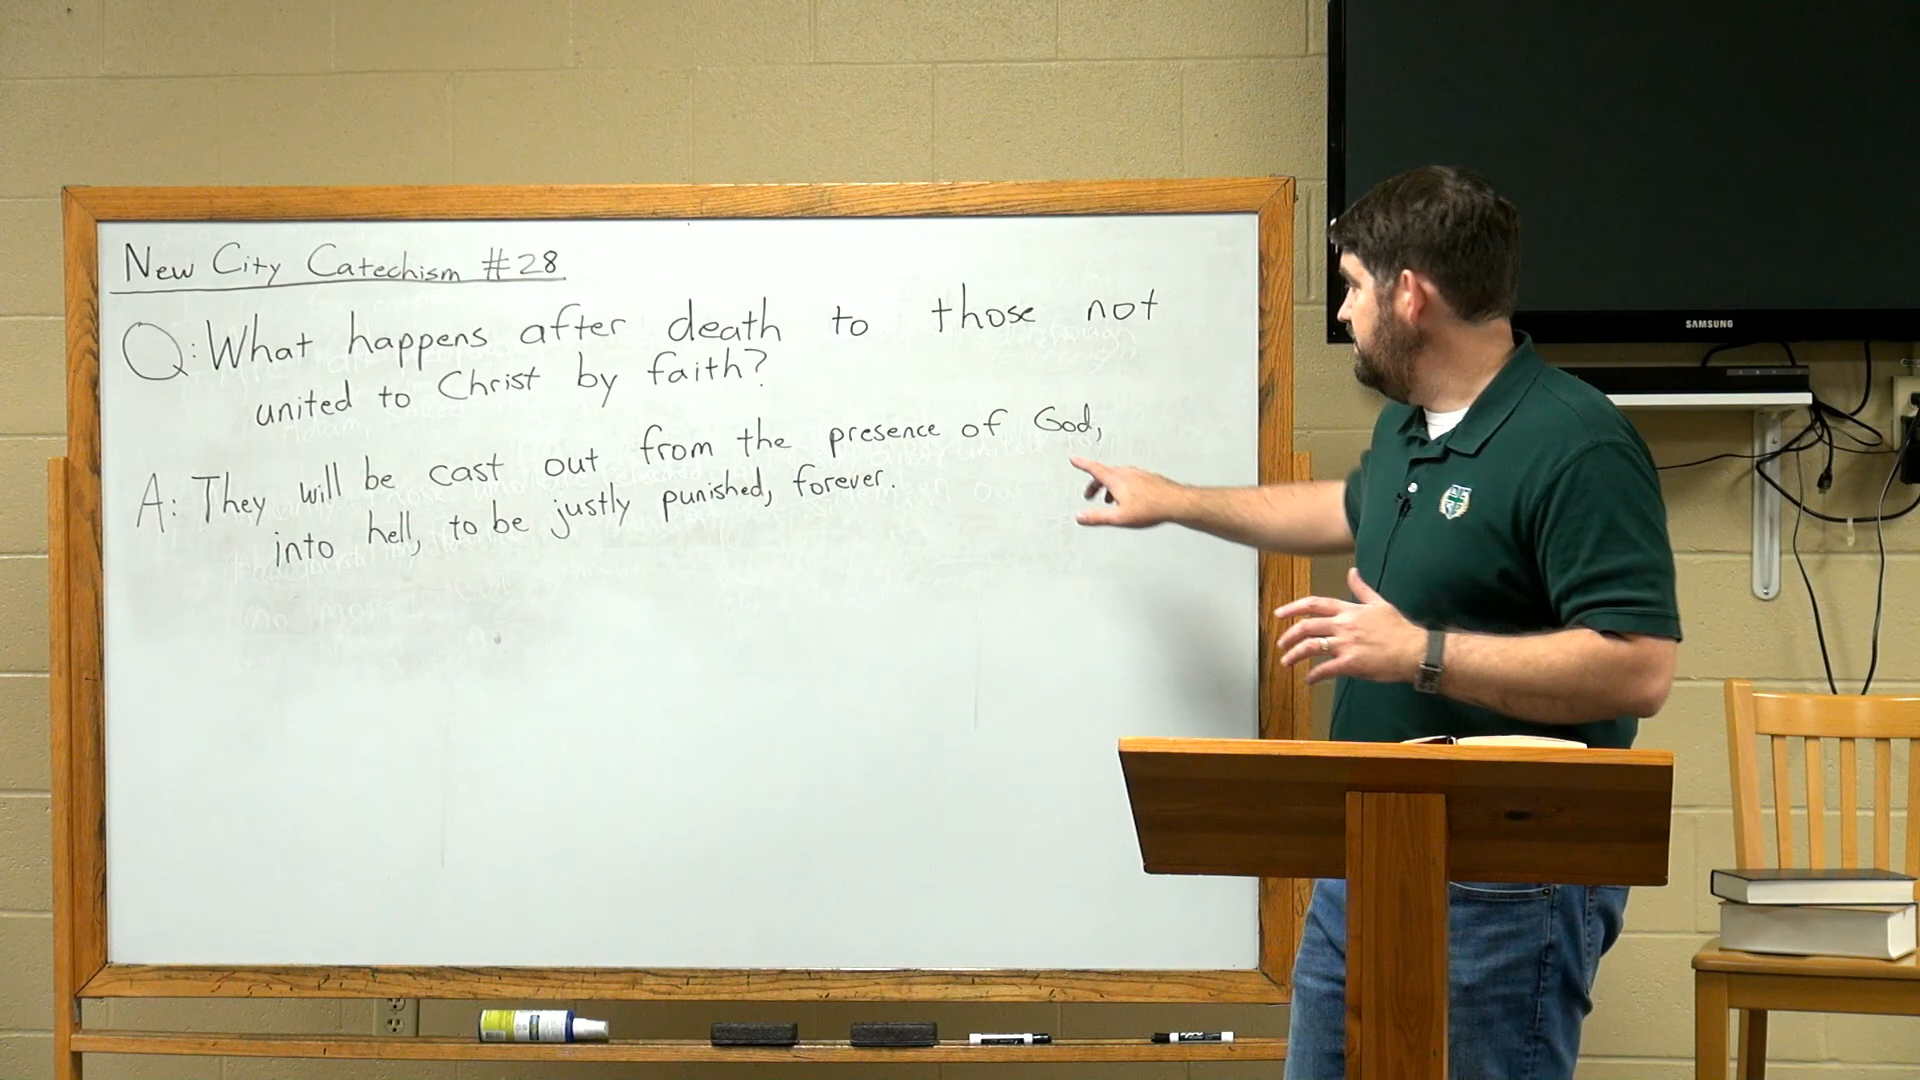 New City Catechism #28
Q: What happens after death to those not
united to Christ by faith?
A: They will be cast out from the presence of God,
into hell, to be justly punished, forever.
SAMSUNG